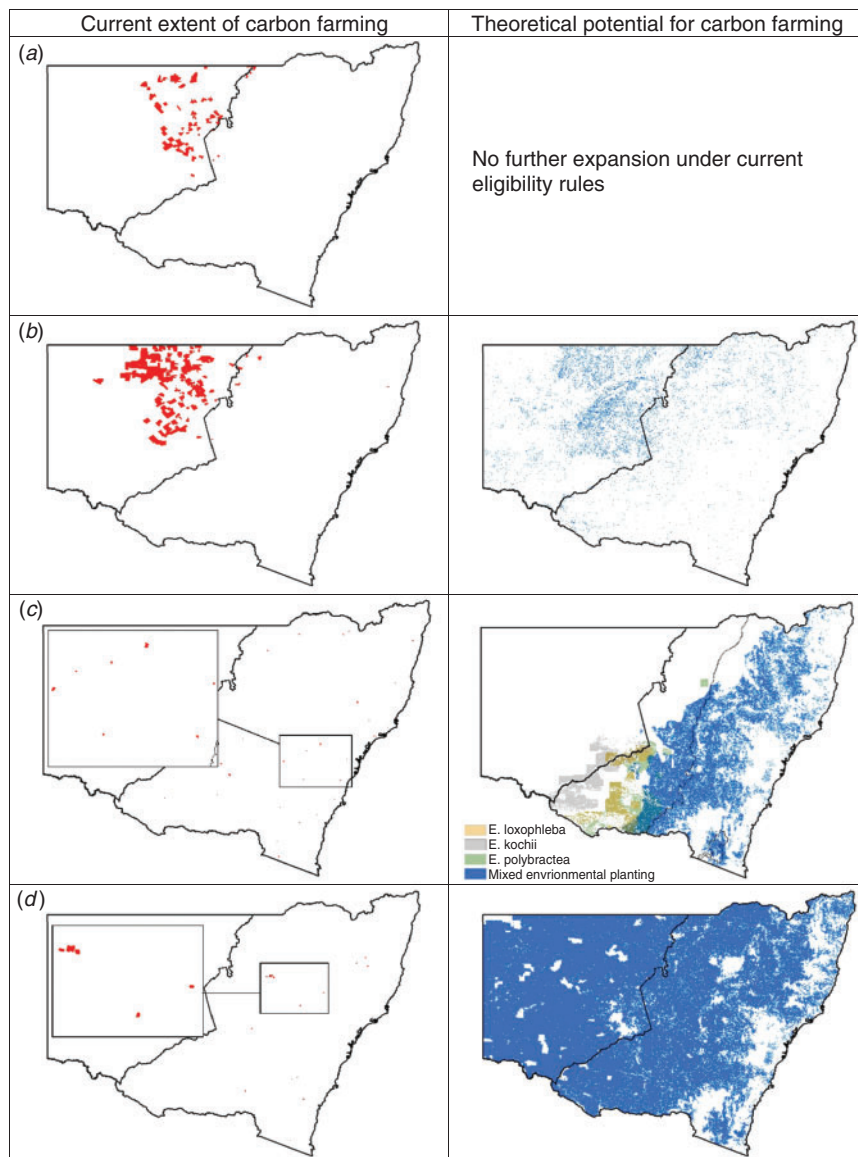 Current extent of carbon farming
Theoretical potential for carbon farming
(a)
No further expansion under current
eligibility rules
(b)
(c)
E. loxophleba
E. kochii
E. polybractea
Mixed envrionmental planting
(d)